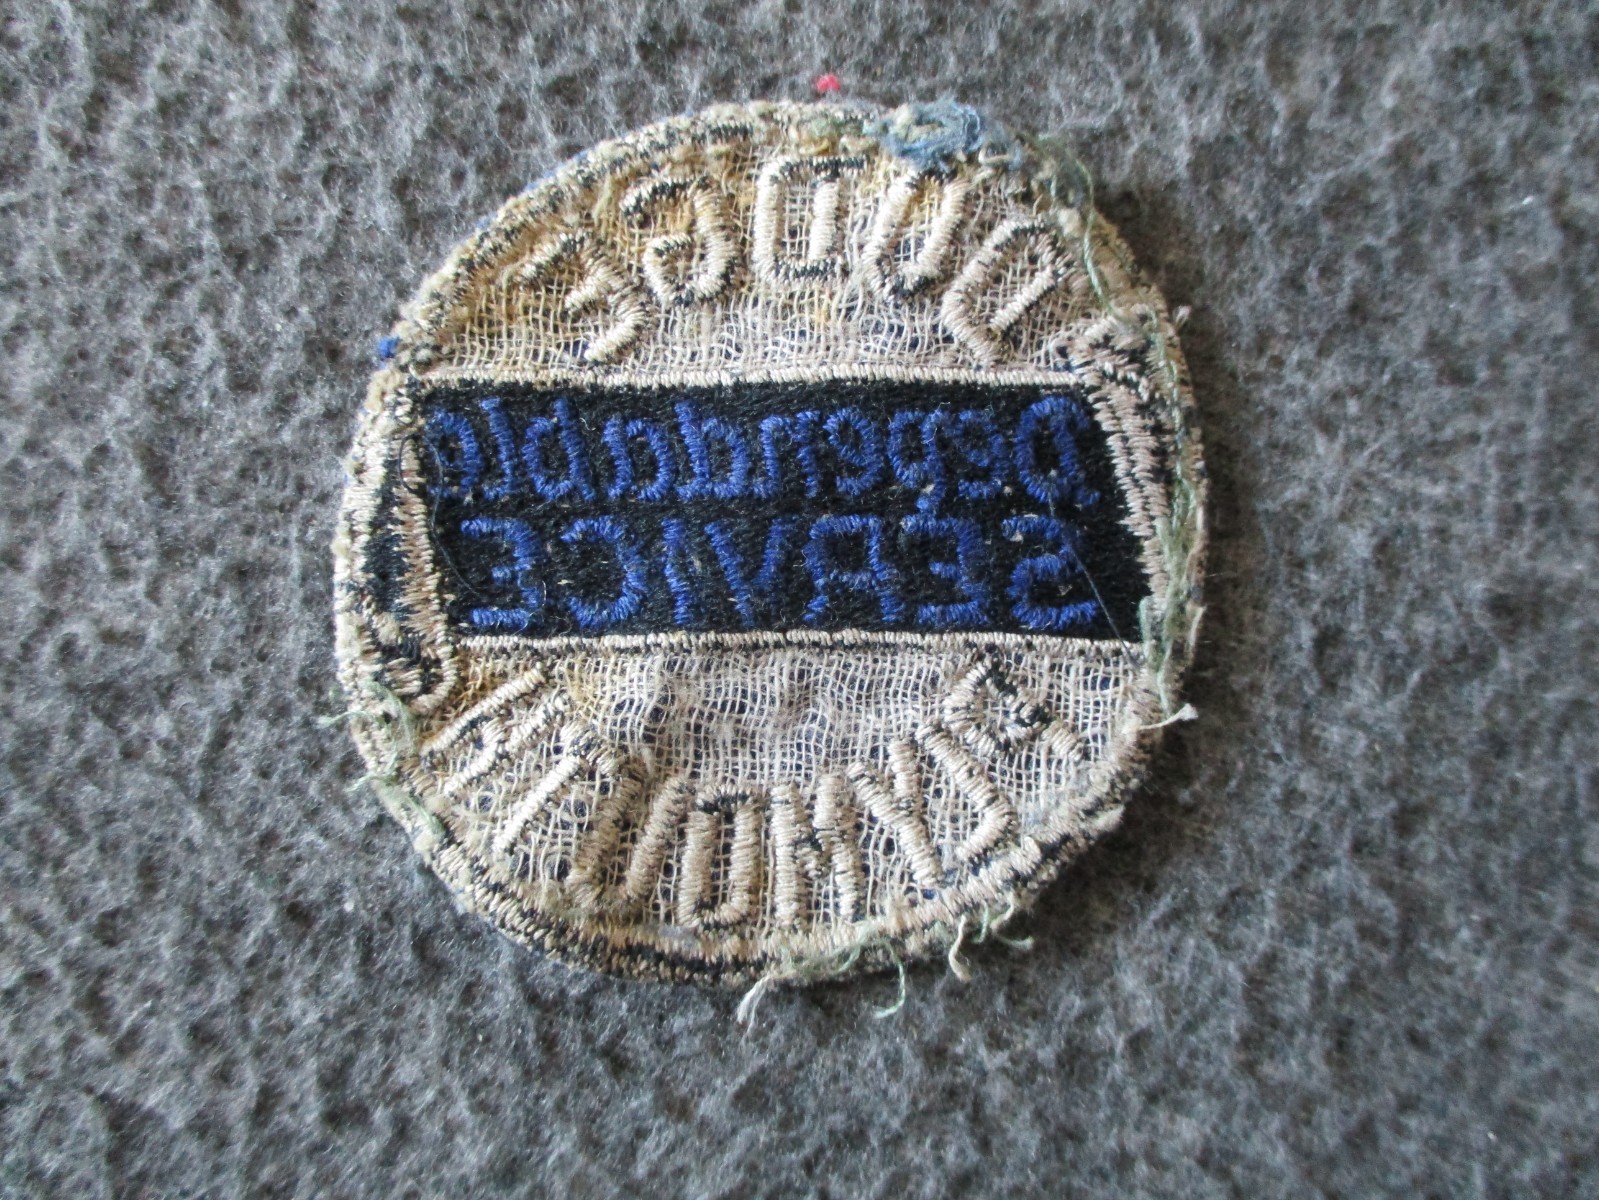 DODGE
Dependable
SERVICE
PLYMOUTH